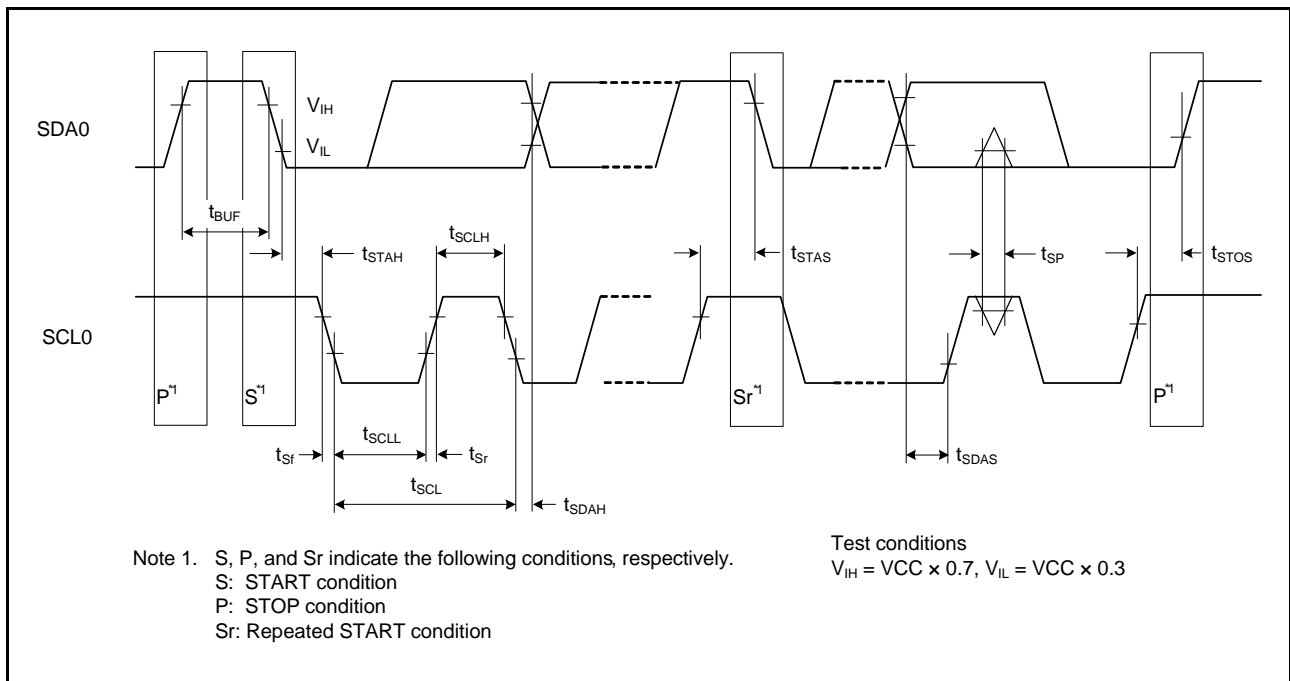 SDA0
V_IH
V_IL
t_BUF
t_STAH
t_SCLH
t_STAS
t_SP
t_STOS
SCL0
P*1
S*1
Sr*1
P*1
t_Sf
t_SCLL
t_Sr
t_SDAS
t_SCL
t_SDAH
Note 1. S, P, and Sr indicate the following conditions, respectively.
S: START condition
P: STOP condition
Sr: Repeated START condition
Test conditions
V_IH = VCC × 0.7, V_IL = VCC × 0.3